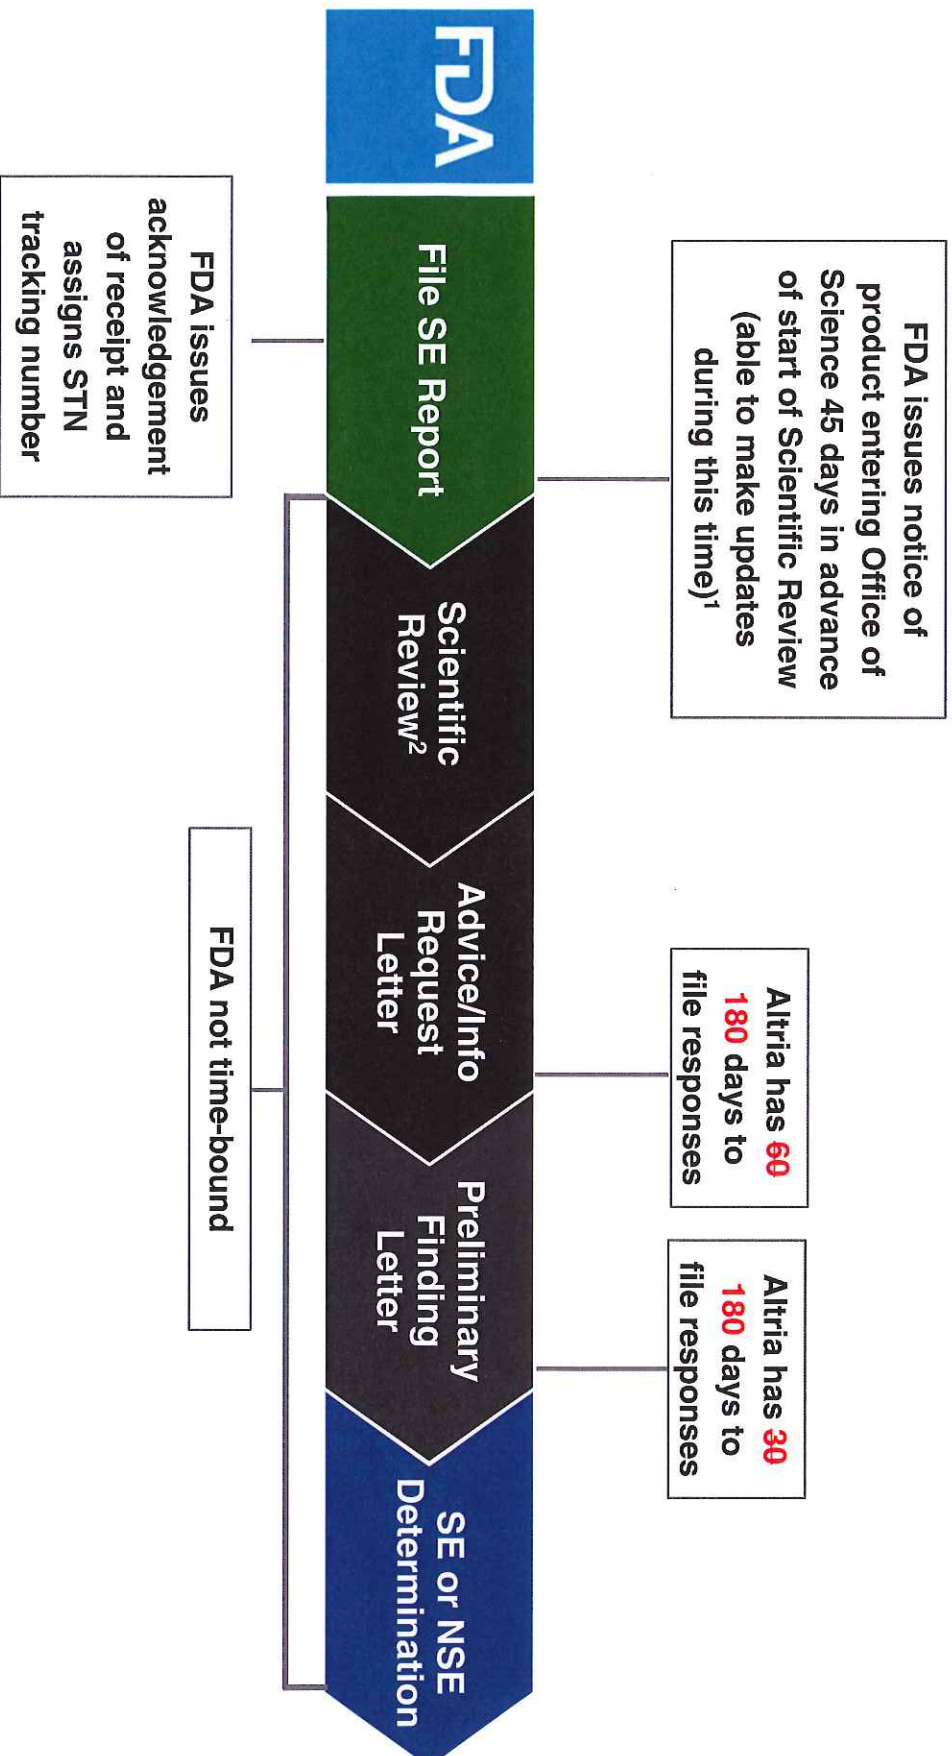 FDA
FDA issues notice of
product entering Office of
Science 45 days in advance
of start of Scientific Review
(able to make updates
during this time)1
Altria has 60
180 days to
file responses
Altria has 30
180 days to
file responses
File SE Report
Scientific
Review2
Advice/Info
Request
Letter
Preliminary
Finding
Letter
SE or NSE
Determination
FDA issues
acknowledgement
of receipt and
assigns STN
tracking number
FDA not time-bound